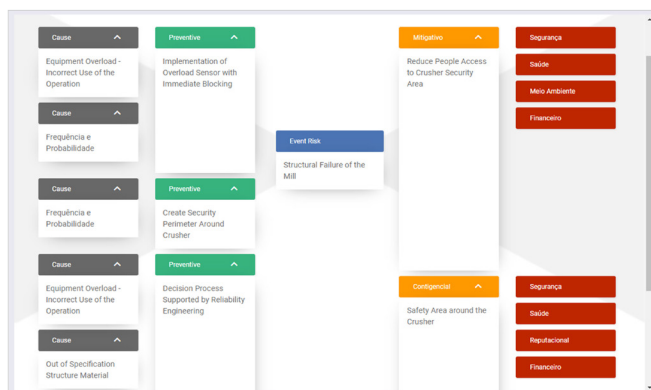 Cause
Equipment Overload -
Incorrect Use of the
Operation
Cause
Frequência e
Probabilidade
Cause
Frequência e
Probabilidade
Cause
Equipment Overload -
Incorrect Use of the
Operation
Cause
Out of Specification
Structure Material
Preventive
Implementation of
Overload Sensor with
Immediate Blocking
Preventive
Create Security
Perimeter Around
Crusher
Preventive
Decision Process
Supported by Reliability
Engineering
Event Risk
Structural Failure of the
Mill
Mitigativo
Reduce People Access
to Crusher Security
Area
Contigencial
Safety Area around the
Crusher
Segurança
Saúde
Meio Ambiente
Financeiro
Segurança
Saúde
Reputacional
Financeiro